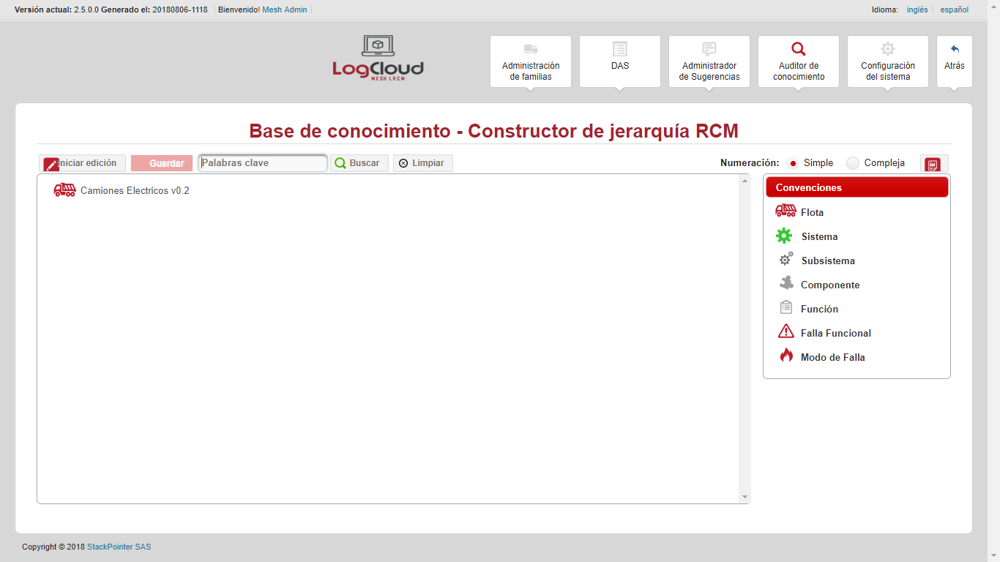 Versión actual: 2.5.0.0 Generado el: 20180806-1118 Bienvenido! Mesh Admin
Idioma: inglés español
LogCloud
MESH LRCM
Administración
de familias
DAS
Administrador
de Sugerencias
Auditor de
conocimiento
Configuración
del sistema
Atrás
Base de conocimiento - Constructor de jerarquía RCM
Iniciar edición Guardar Palabras clave Buscar Limpiar Numeración: Simple Compleja
Camiones Electricos v0.2
Convenciones
Flota
Sistema
Subsistema
Componente
Función
Falla Funcional
Modo de Falla
Copyright © 2018 StackPointer SAS